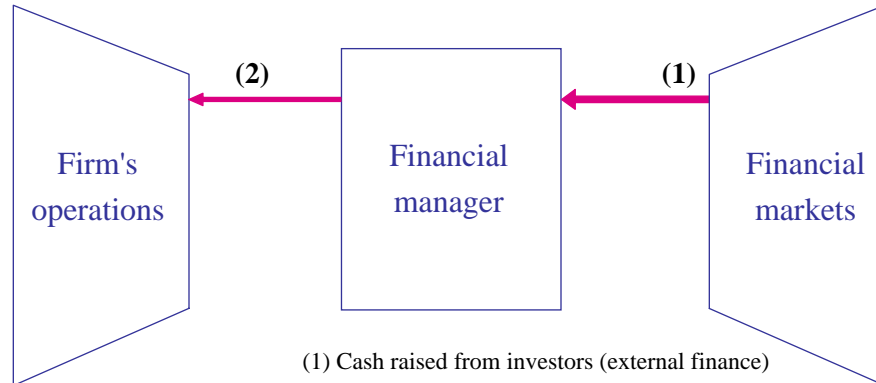 (2)
(1)
Firm's
operations
Financial
manager
Financial
markets
(1) Cash raised from investors (external finance)